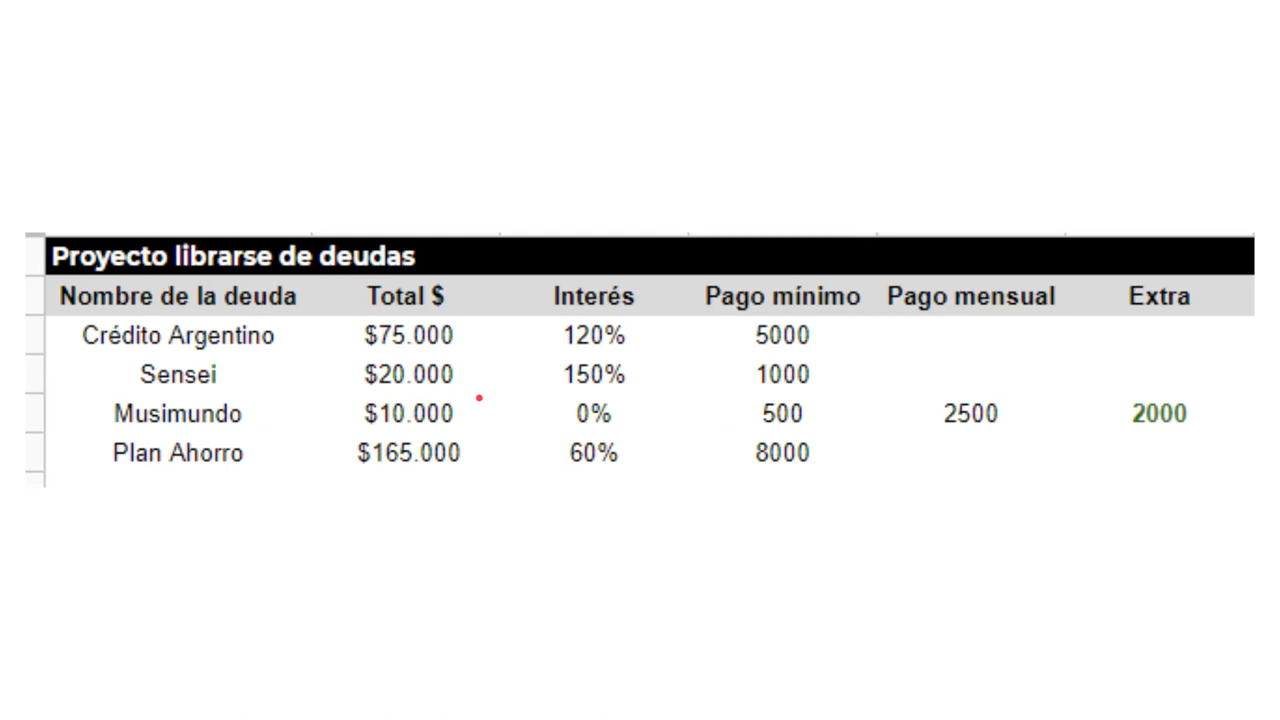 Proyecto librarse de deudas
Nombre de la deuda Total $ Interés Pago mínimo Pago mensual Extra
Crédito Argentino $75.000 120% 5000
Sensei $20.000 150% 1000
Musimundo $10.000 0% 500 2500 2000
Plan Ahorro $165.000 60% 8000